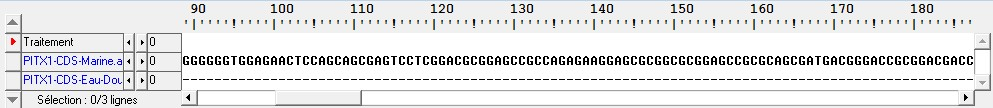 90 100 110 120 130 140 150 160 170 180
Traitement 0
PITX1-CDS-Marine.a 0 GGGGGGTGGAGAACTCCAGCAGCGAGTCCTCGGACGCGGAGCCGCCAGAGAAGGAGCGCGGCGCGGAGCCGCGCAGCGATGACGGGACCGCGGACGACC
PITX1-CDS-Eau-Dou 0 --------------------------------------------------------------------------------------------------
Sélection : 0/3 lignes